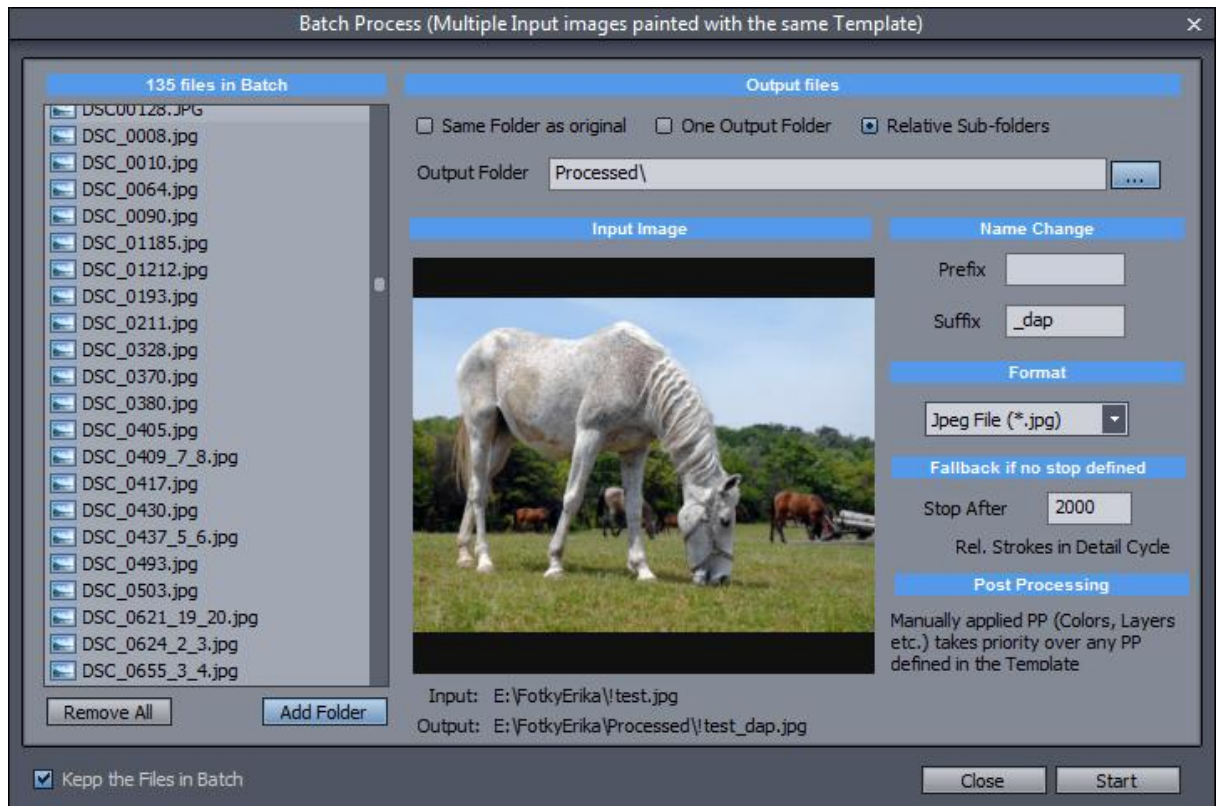 Batch Process (Multiple Input images painted with the same Template)
135 files in Batch
DSC00128.JPG
DSC_0008.jpg
DSC_0010.jpg
DSC_0064.jpg
DSC_0090.jpg
DSC_01185.jpg
DSC_01212.jpg
DSC_0193.jpg
DSC_0211.jpg
DSC_0328.jpg
DSC_0370.jpg
DSC_0380.jpg
DSC_0405.jpg
DSC_0409_7_8.jpg
DSC_0417.jpg
DSC_0430.jpg
DSC_0437_5_6.jpg
DSC_0493.jpg
DSC_0503.jpg
DSC_0621_19_20.jpg
DSC_0624_2_3.jpg
DSC_0655_3_4.jpg
Remove All
Add Folder
Output files
Same Folder as original
One Output Folder
Relative Sub-folders
Output Folder
Processed\
...
Input Image
Input: E:\FotkyErika\!test.jpg
Output: E:\FotkyErika\Processed\!test_dap.jpg
Name Change
Prefix
Suffix
_dap
Format
Jpeg File (*.jpg)
Fallback if no stop defined
Stop After
2000
Rel. Strokes in Detail Cycle
Post Processing
Manually applied PP (Colors, Layers
etc.) takes priority over any PP
defined in the Template
Kepp the Files in Batch
Close
Start